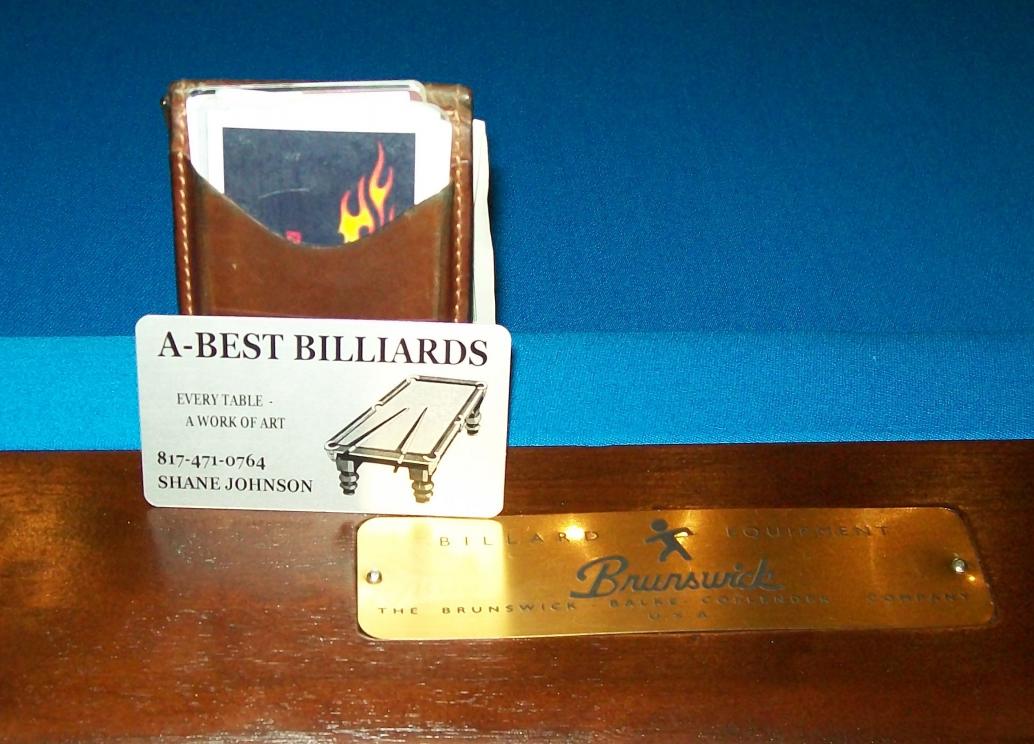 A-BEST BILLIARDS
EVERY TABLE -
A WORK OF ART
817-471-0764
SHANE JOHNSON
BILLARD EQUIPMENT
Brunswick
THE BRUNSWICK - BALKE - COLLENDER COMPANY
U.S.A.